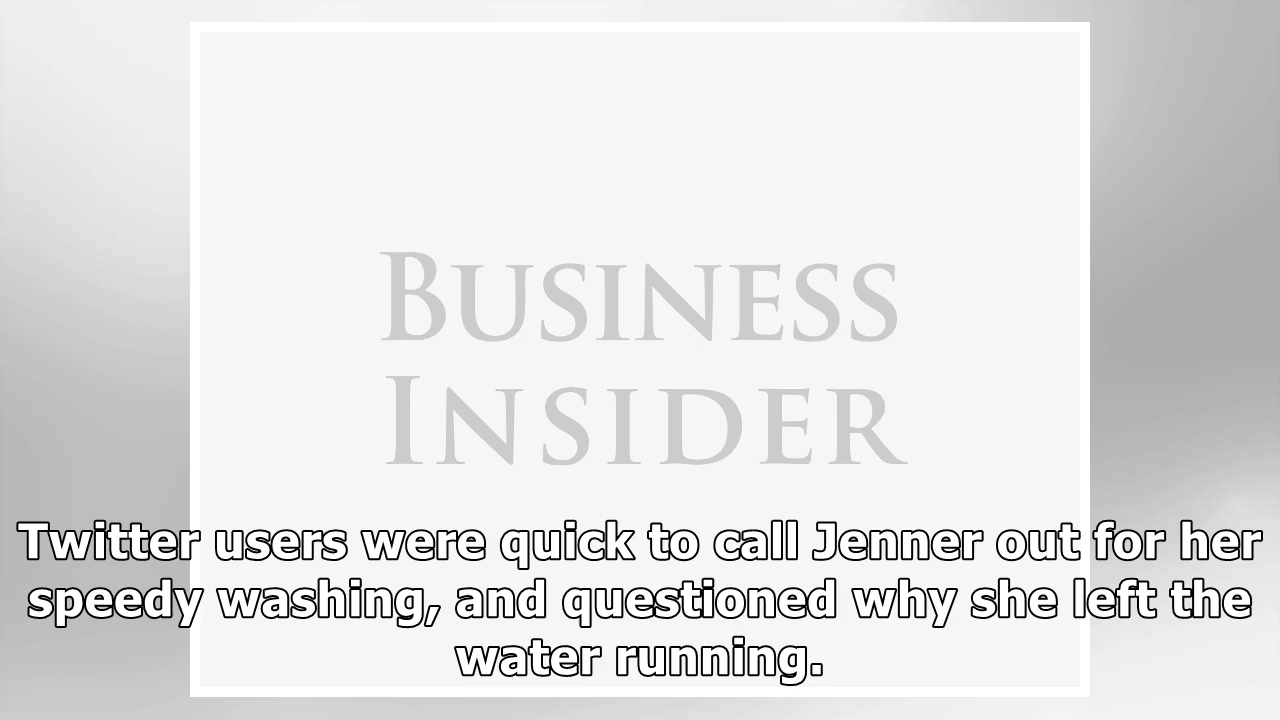 BUSINESS
INSIDER
Twitter users were quick to call Jenner out for her
speedy washing, and questioned why she left the
water running.